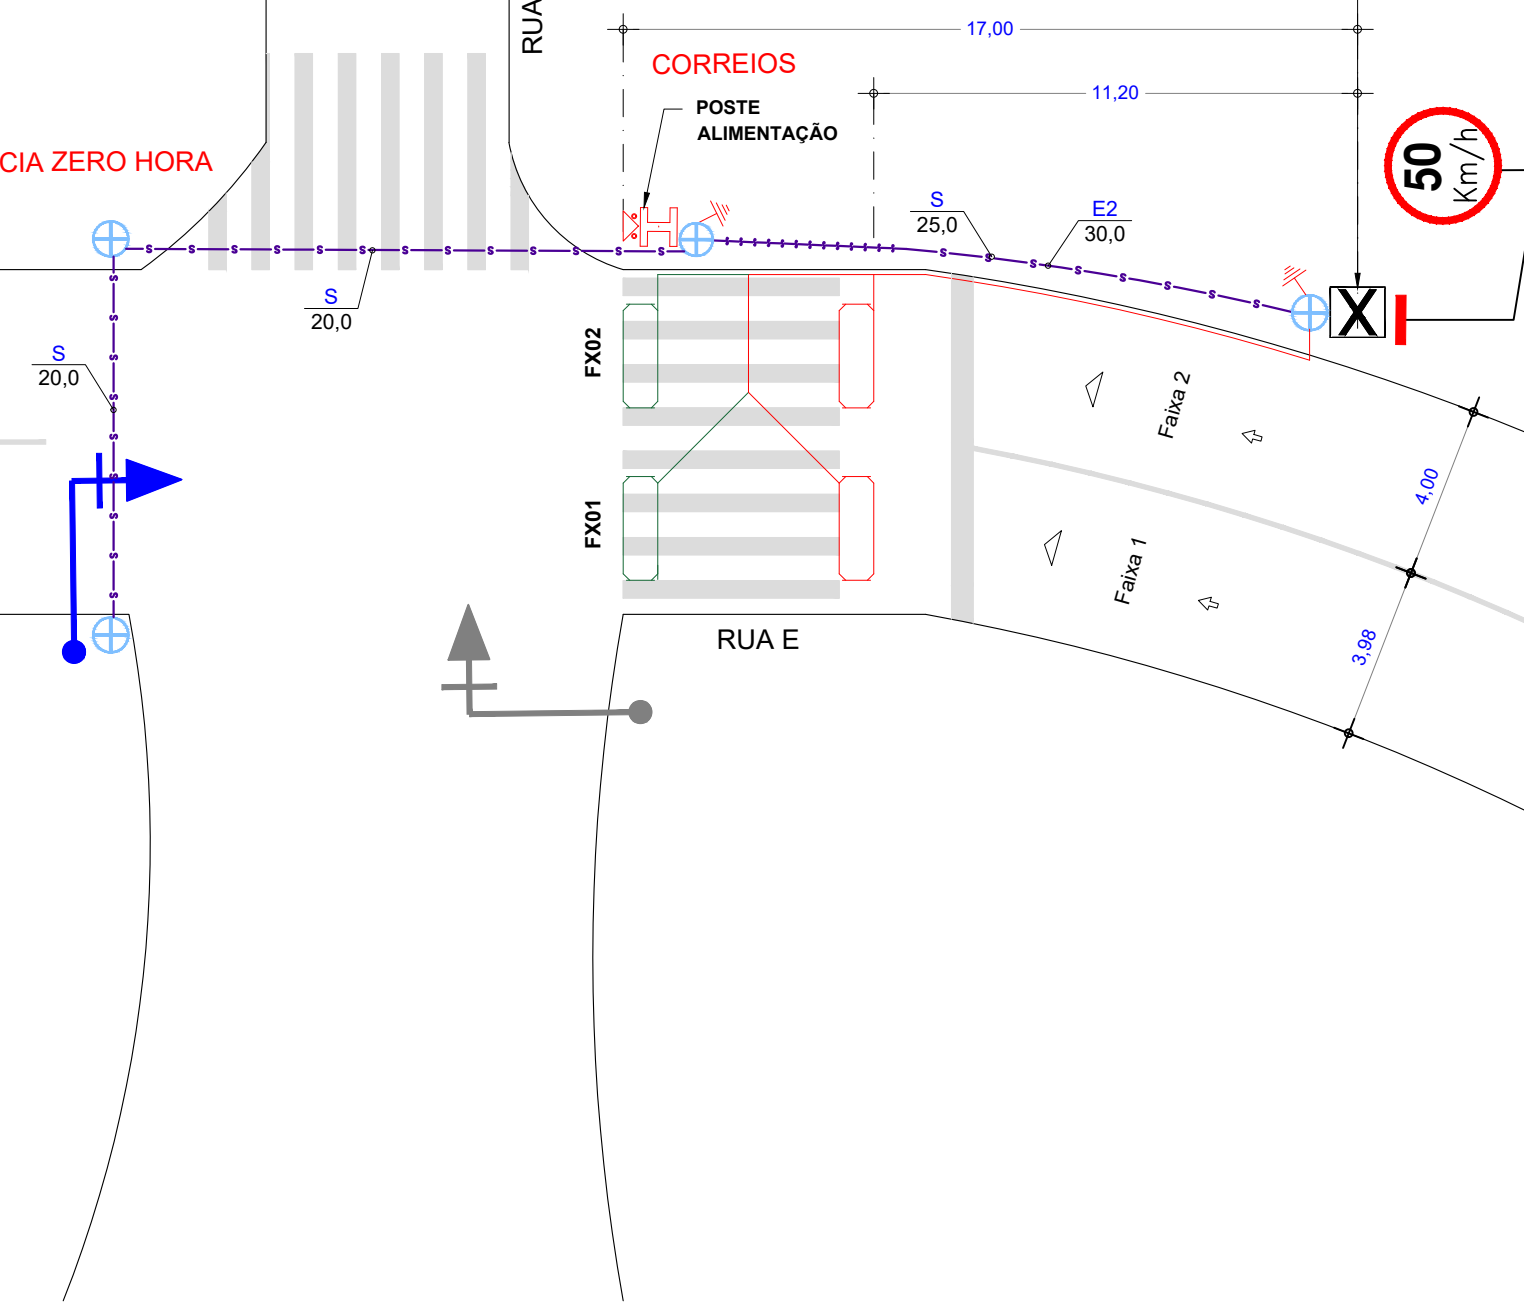 RUA
17,00
CORREIOS
11,20
POSTE
ALIMENTAÇÃO
50
Km/h
CIA ZERO HORA
S
25,0
E2
30,0
S
20,0
S
20,0
X
FX02
FX01
Faixa 2
Faixa 1
4,00
3,98
RUA E